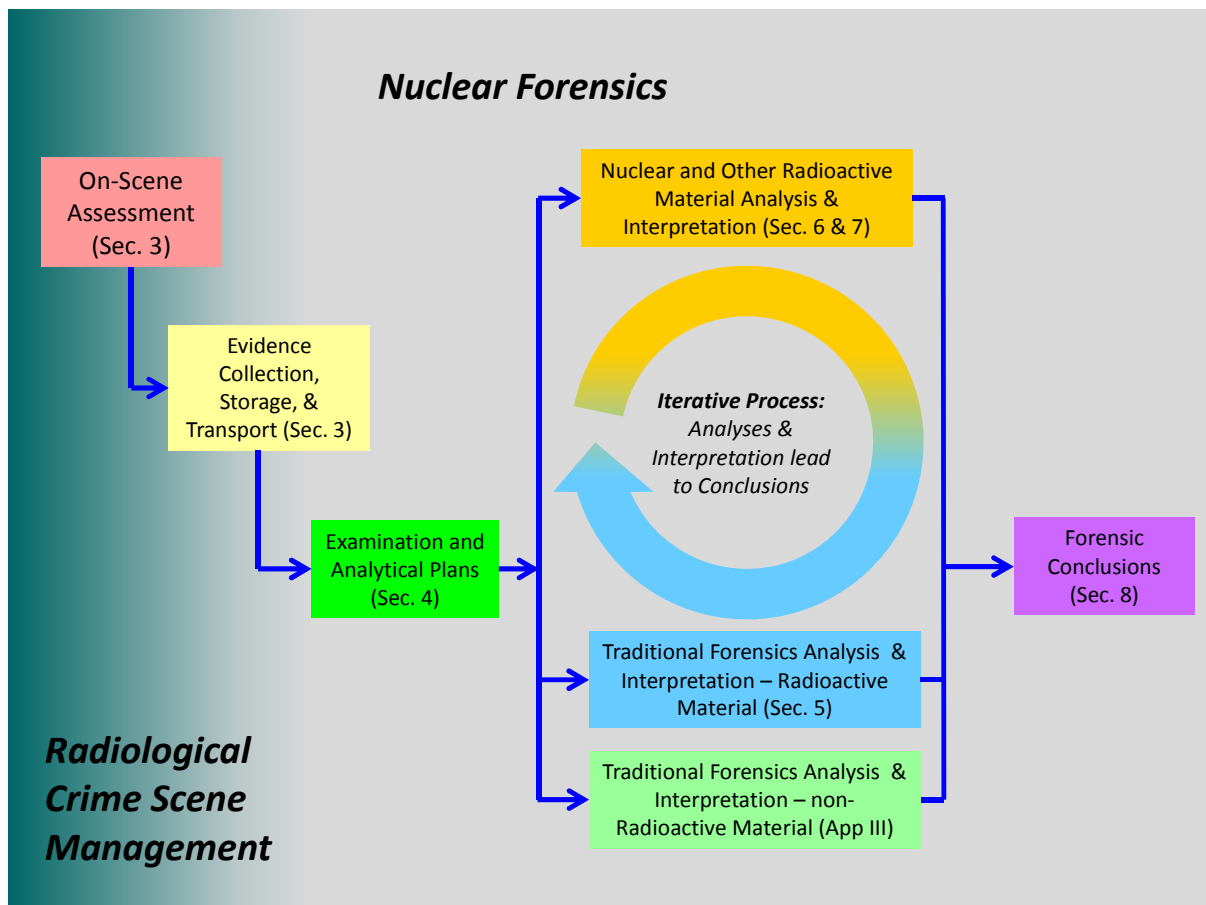 Nuclear Forensics
On-Scene
Assessment
(Sec. 3)
Evidence
Collection,
Storage, &
Transport (Sec. 3)
Examination and
Analytical Plans
(Sec. 4)
Nuclear and Other Radioactive
Material Analysis &
Interpretation (Sec. 6 & 7)
Iterative Process:
Analyses &
Interpretation lead
to Conclusions
Traditional Forensics Analysis &
Interpretation – Radioactive
Material (Sec. 5)
Traditional Forensics Analysis &
Interpretation – non-
Radioactive Material (App III)
Forensic
Conclusions
(Sec. 8)
Radiological
Crime Scene
Management